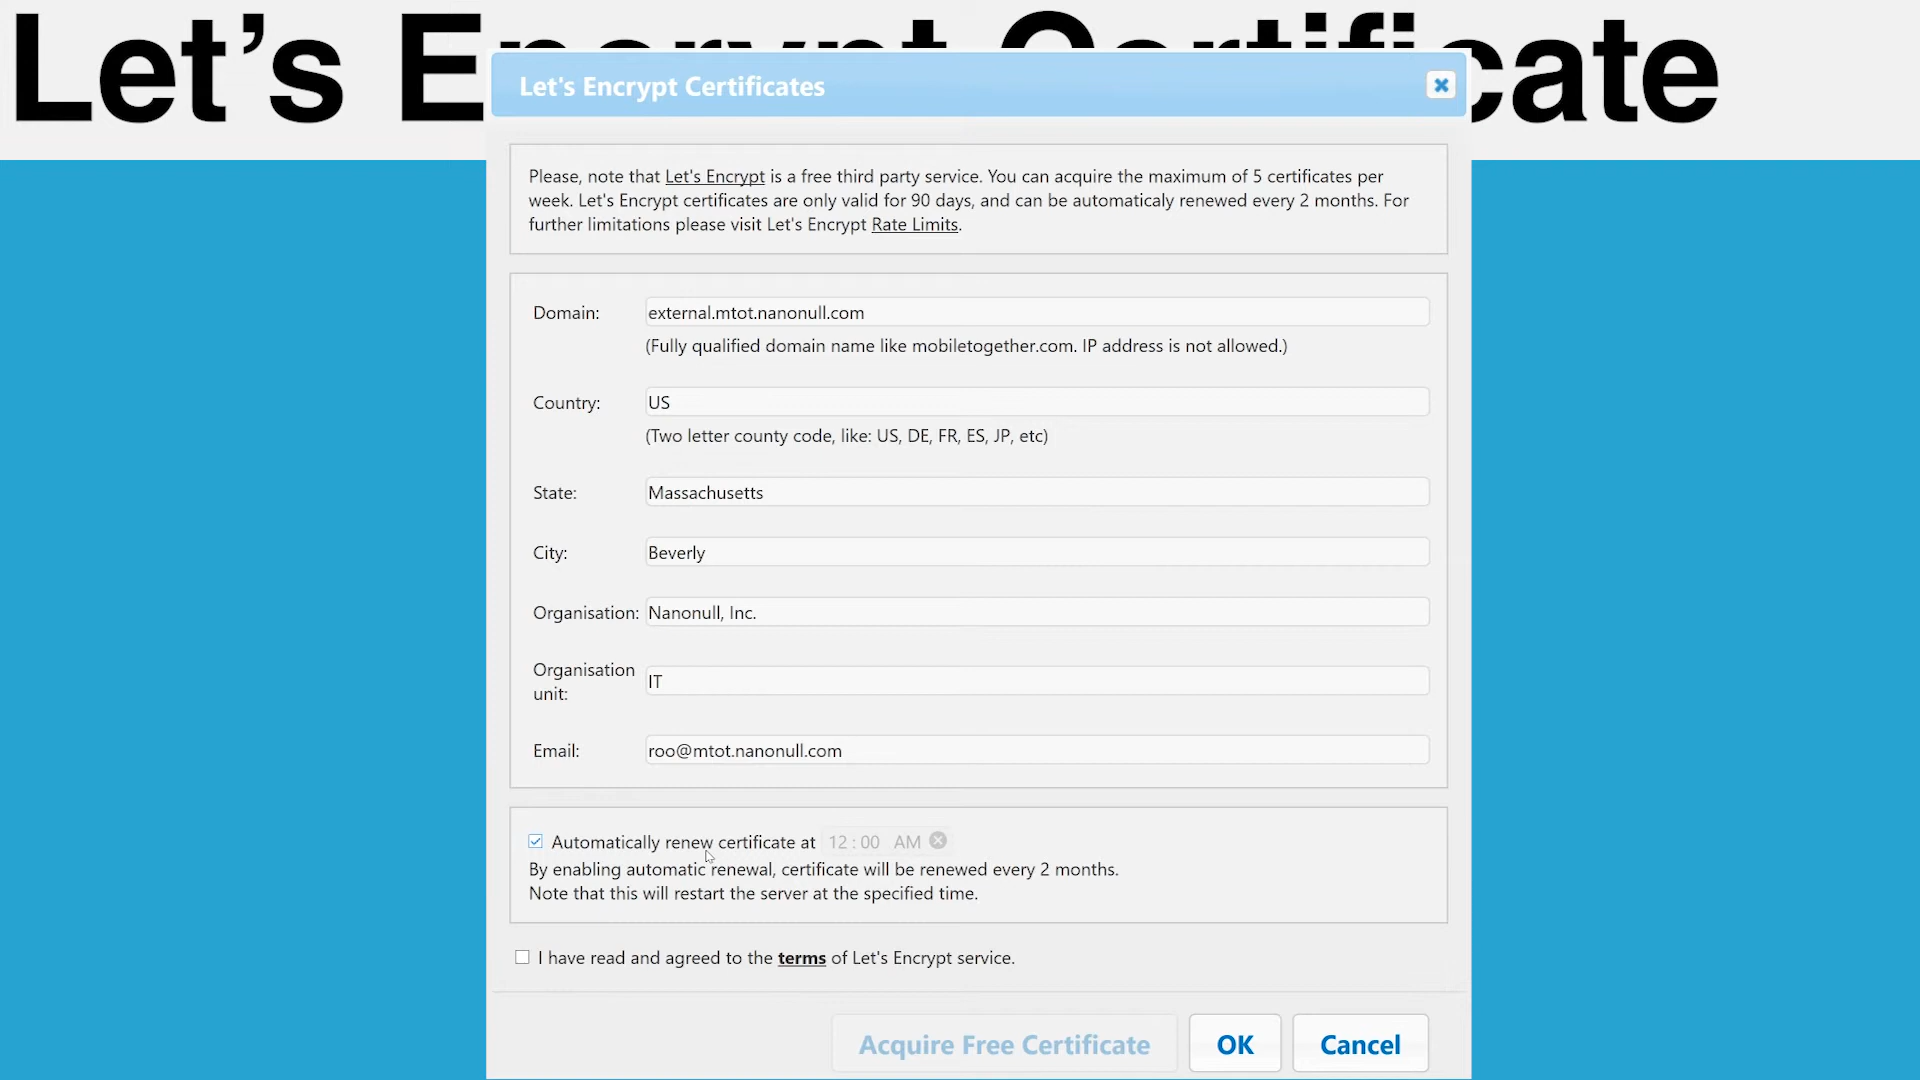 Let's Encrypt Certificate
Let's Encrypt Certificates
Please, note that Let's Encrypt is a free third party service. You can acquire the maximum of 5 certificates per
week. Let's Encrypt certificates are only valid for 90 days, and can be automaticaly renewed every 2 months. For
further limitations please visit Let's Encrypt Rate Limits.
Domain: external.mtot.nanonull.com
(Fully qualified domain name like mobiletogether.com. IP address is not allowed.)
Country: US
(Two letter county code, like: US, DE, FR, ES, JP, etc)
State: Massachusetts
City: Beverly
Organisation: Nanonull, Inc.
Organisation
unit: IT
Email: roo@mtot.nanonull.com
Automatically renew certificate at 12:00 AM
By enabling automatic renewal, certificate will be renewed every 2 months.
Note that this will restart the server at the specified time.
I have read and agreed to the terms of Let's Encrypt service.
Acquire Free Certificate OK Cancel